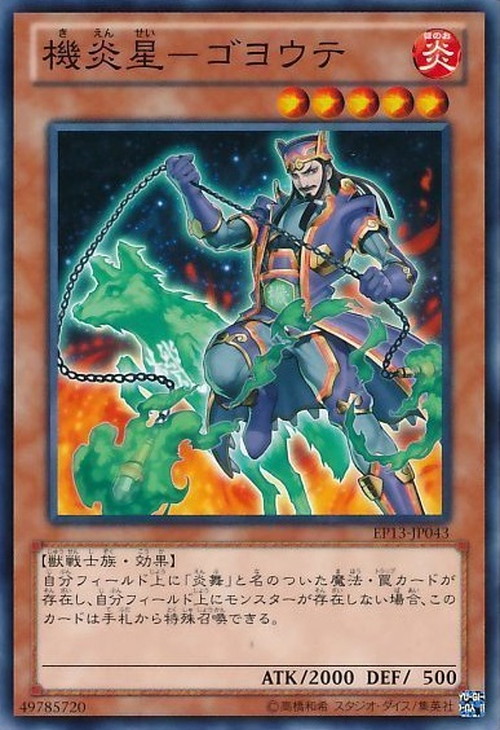 機炎星－ゴヨウテ
炎
EP13-JP043
【獣戦士族・効果】
自分フィールド上に「炎舞」と名のついた魔法・罠カードが
存在し、自分フィールド上にモンスターが存在しない場合、この
カードは手札から特殊召喚できる。
ATK/2000 DEF/ 500
49785720
©高橋和希 スタジオ・ダイス/集英社